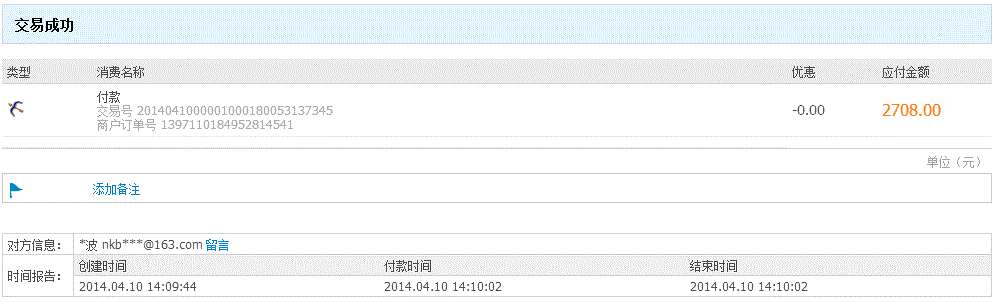 交易成功
类型 消费名称 优惠 应付金额
付款
交易号 2014041000001000180053137345
商户订单号 1397110184952814541
-0.00 2708.00
单位（元）
添加备注
对方信息： *波 nkb***@163.com 留言
时间报告： 创建时间 付款时间 结束时间
2014.04.10 14:09:44 2014.04.10 14:10:02 2014.04.10 14:10:02